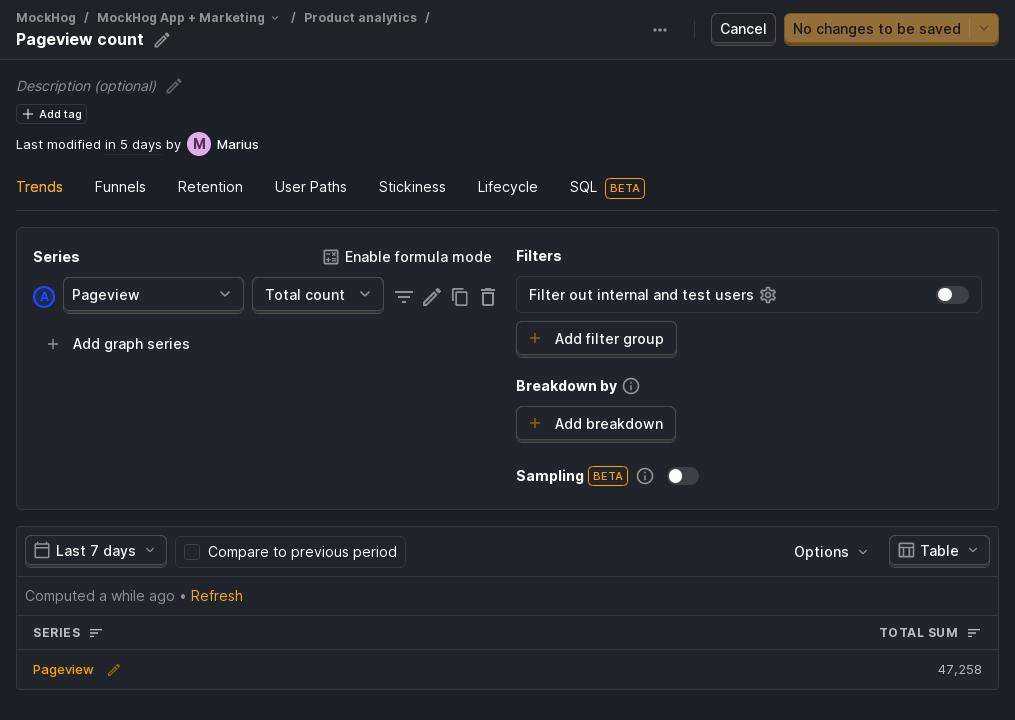 MockHog / MockHog App + Marketing / Product analytics /
Pageview count
Cancel
No changes to be saved
Description (optional)
Add tag
Last modified in 5 days by M Marius
Trends Funnels Retention User Paths Stickiness Lifecycle SQL BETA
Series
Enable formula mode
A Pageview Total count
Add graph series
Filters
Filter out internal and test users
Add filter group
Breakdown by
Add breakdown
Sampling BETA
Last 7 days Compare to previous period Options Table
Computed a while ago • Refresh
SERIES TOTAL SUM
Pageview 47,258